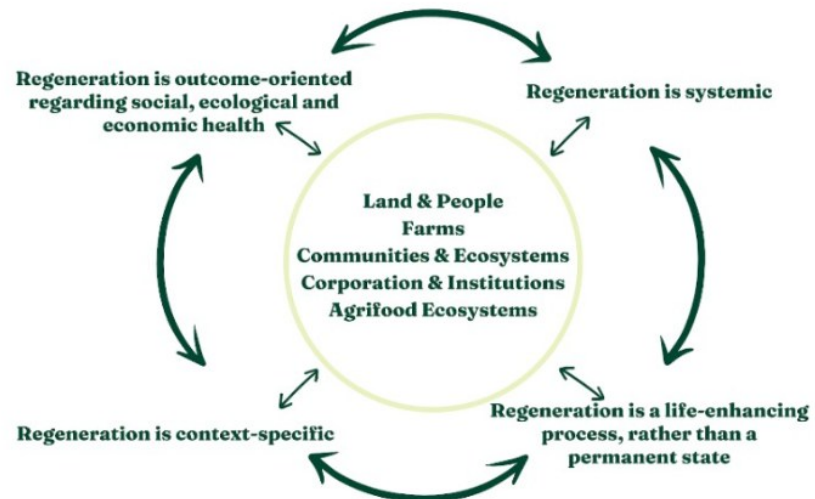 Regeneration is outcome-oriented
regarding social, ecological and
economic health
Regeneration is systemic
Land & People
Farms
Communities & Ecosystems
Corporation & Institutions
Agrifood Ecosystems
Regeneration is context-specific
Regeneration is a life-enhancing
process, rather than a
permanent state